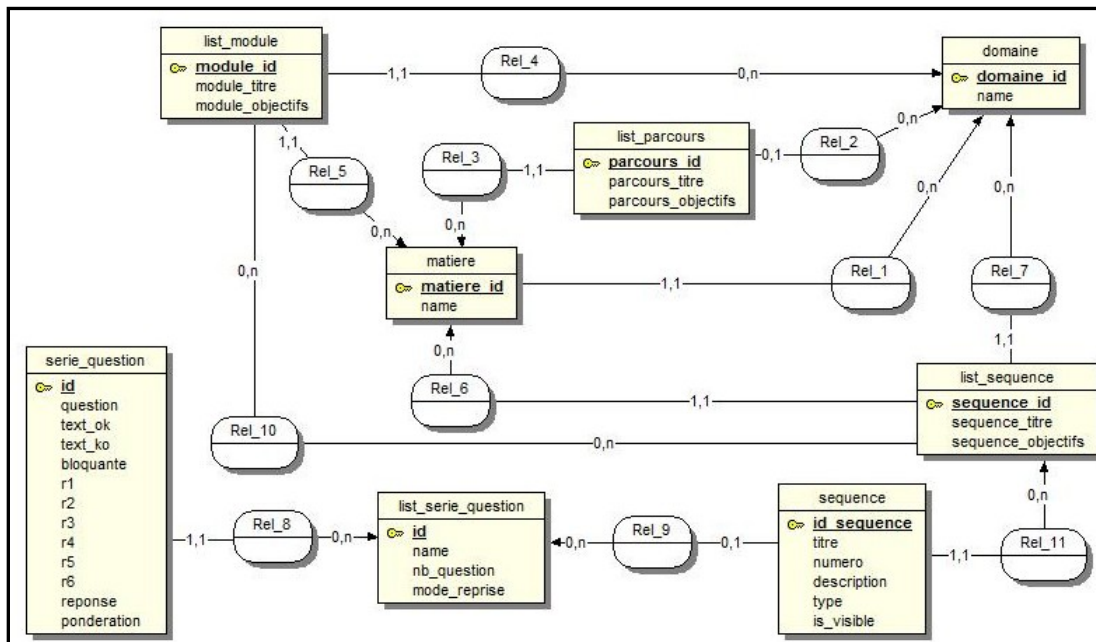 list_module
module_id
module_titre
module_objectifs
1,1
Rel_4
0,n
domaine
domaine_id
name
1,1
Rel_5
0,n
Rel_3
1,1
0,n
list_parcours
parcours_id
parcours_titre
parcours_objectifs
0,1
Rel_2
0,n
matiere
matiere_id
name
1,1
Rel_1
0,n
0,n
Rel_7
1,1
0,n
Rel_10
0,n
0,n
Rel_6
1,1
list_sequence
sequence_id
sequence_titre
sequence_objectifs
serie_question
id
question
text_ok
text_ko
bloquante
r1
r2
r3
r4
r5
r6
reponse
ponderation
1,1
Rel_8
0,n
list_serie_question
id
name
nb_question
mode_reprise
0,n
Rel_9
0,1
sequence
id_sequence
titre
numero
description
type
is_visible
1,1
Rel_11
0,n